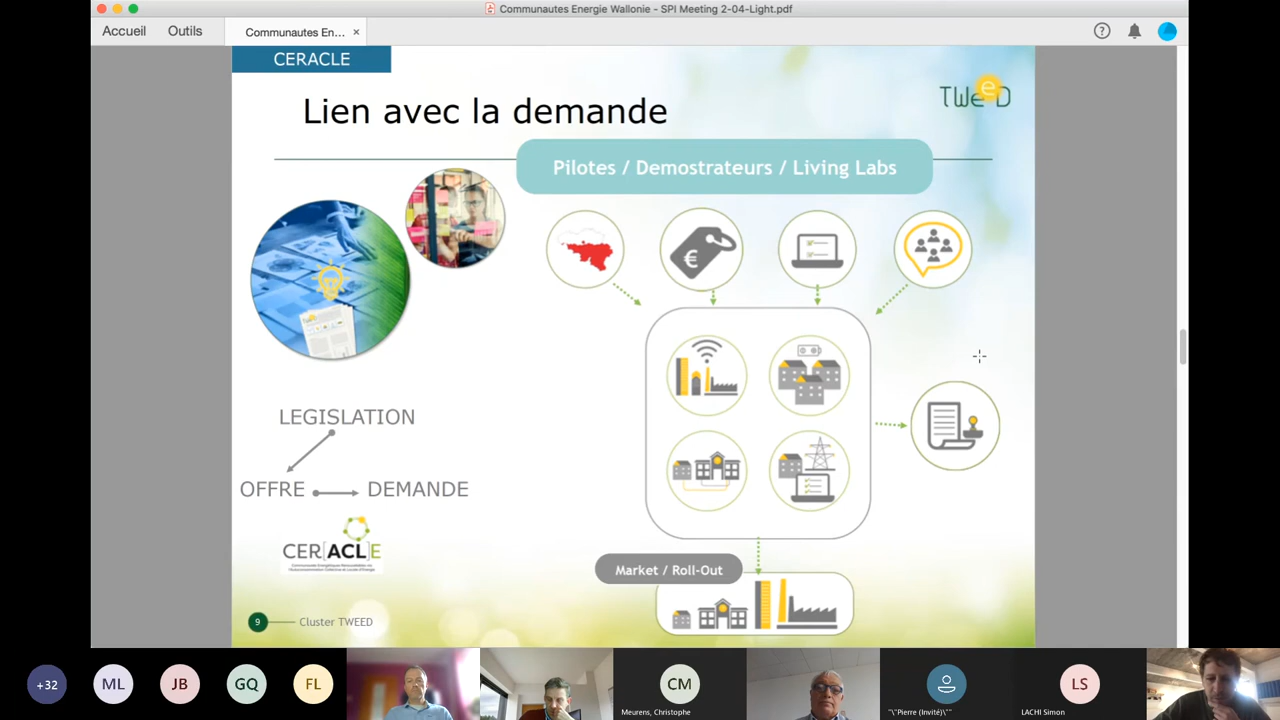 Communautes Energie Wallonie - SPI Meeting 2-04-Light.pdf
Accueil
Outils
Communautes En... ×
CERACLE
TWeeD
Lien avec la demande
Pilotes / Demostrateurs / Living Labs
€
LEGISLATION
OFFRE
DEMANDE
CER[ACL]E
Market / Roll-Out
9
Cluster TWEED
+32
ML
JB
GQ
FL
CM
LS
Meurens, Christophe
"\"Pierre (Invité)\""
LACHI Simon